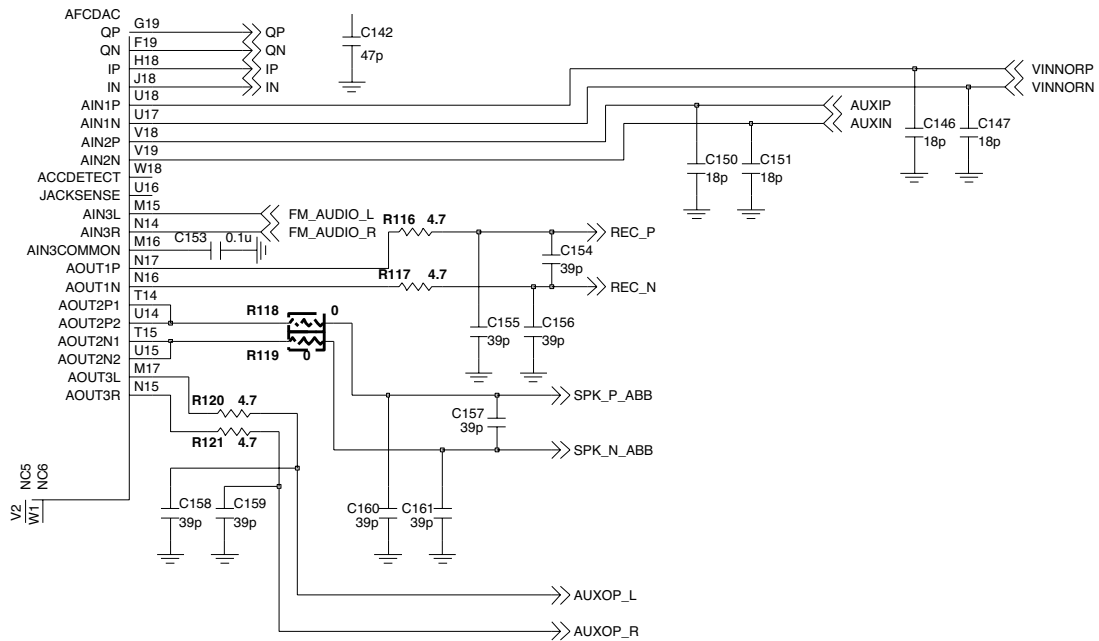 AFCDAC
QP G19 QP
QN F19 QN
IP H18 IP
IN J18 IN
C142
47p
AIN1P U18 VINNORP
AIN1N U17 VINNORN
AIN2P V18 AUXIP
AIN2N V19 AUXIN
C146
18p
C147
18p
C150
18p
C151
18p
ACCDETECT W18
JACKSENSE U16
AIN3L M15 FM_AUDIO_L
AIN3R N14 FM_AUDIO_R
AIN3COMMON M16 C153 0.1u
AOUT1P N17 R116 4.7 REC_P
AOUT1N N16 R117 4.7 REC_N
C154
39p
C155
39p
C156
39p
AOUT2P1 T14
AOUT2P2 U14 R118 0
AOUT2N1 T15
AOUT2N2 U15 R119 0
AOUT3L M17
AOUT3R N15
R120 4.7
R121 4.7
SPK_P_ABB
C157
39p
SPK_N_ABB
NC5
NC6
V2
W1
C158
39p
C159
39p
C160
39p
C161
39p
AUXOP_L
AUXOP_R